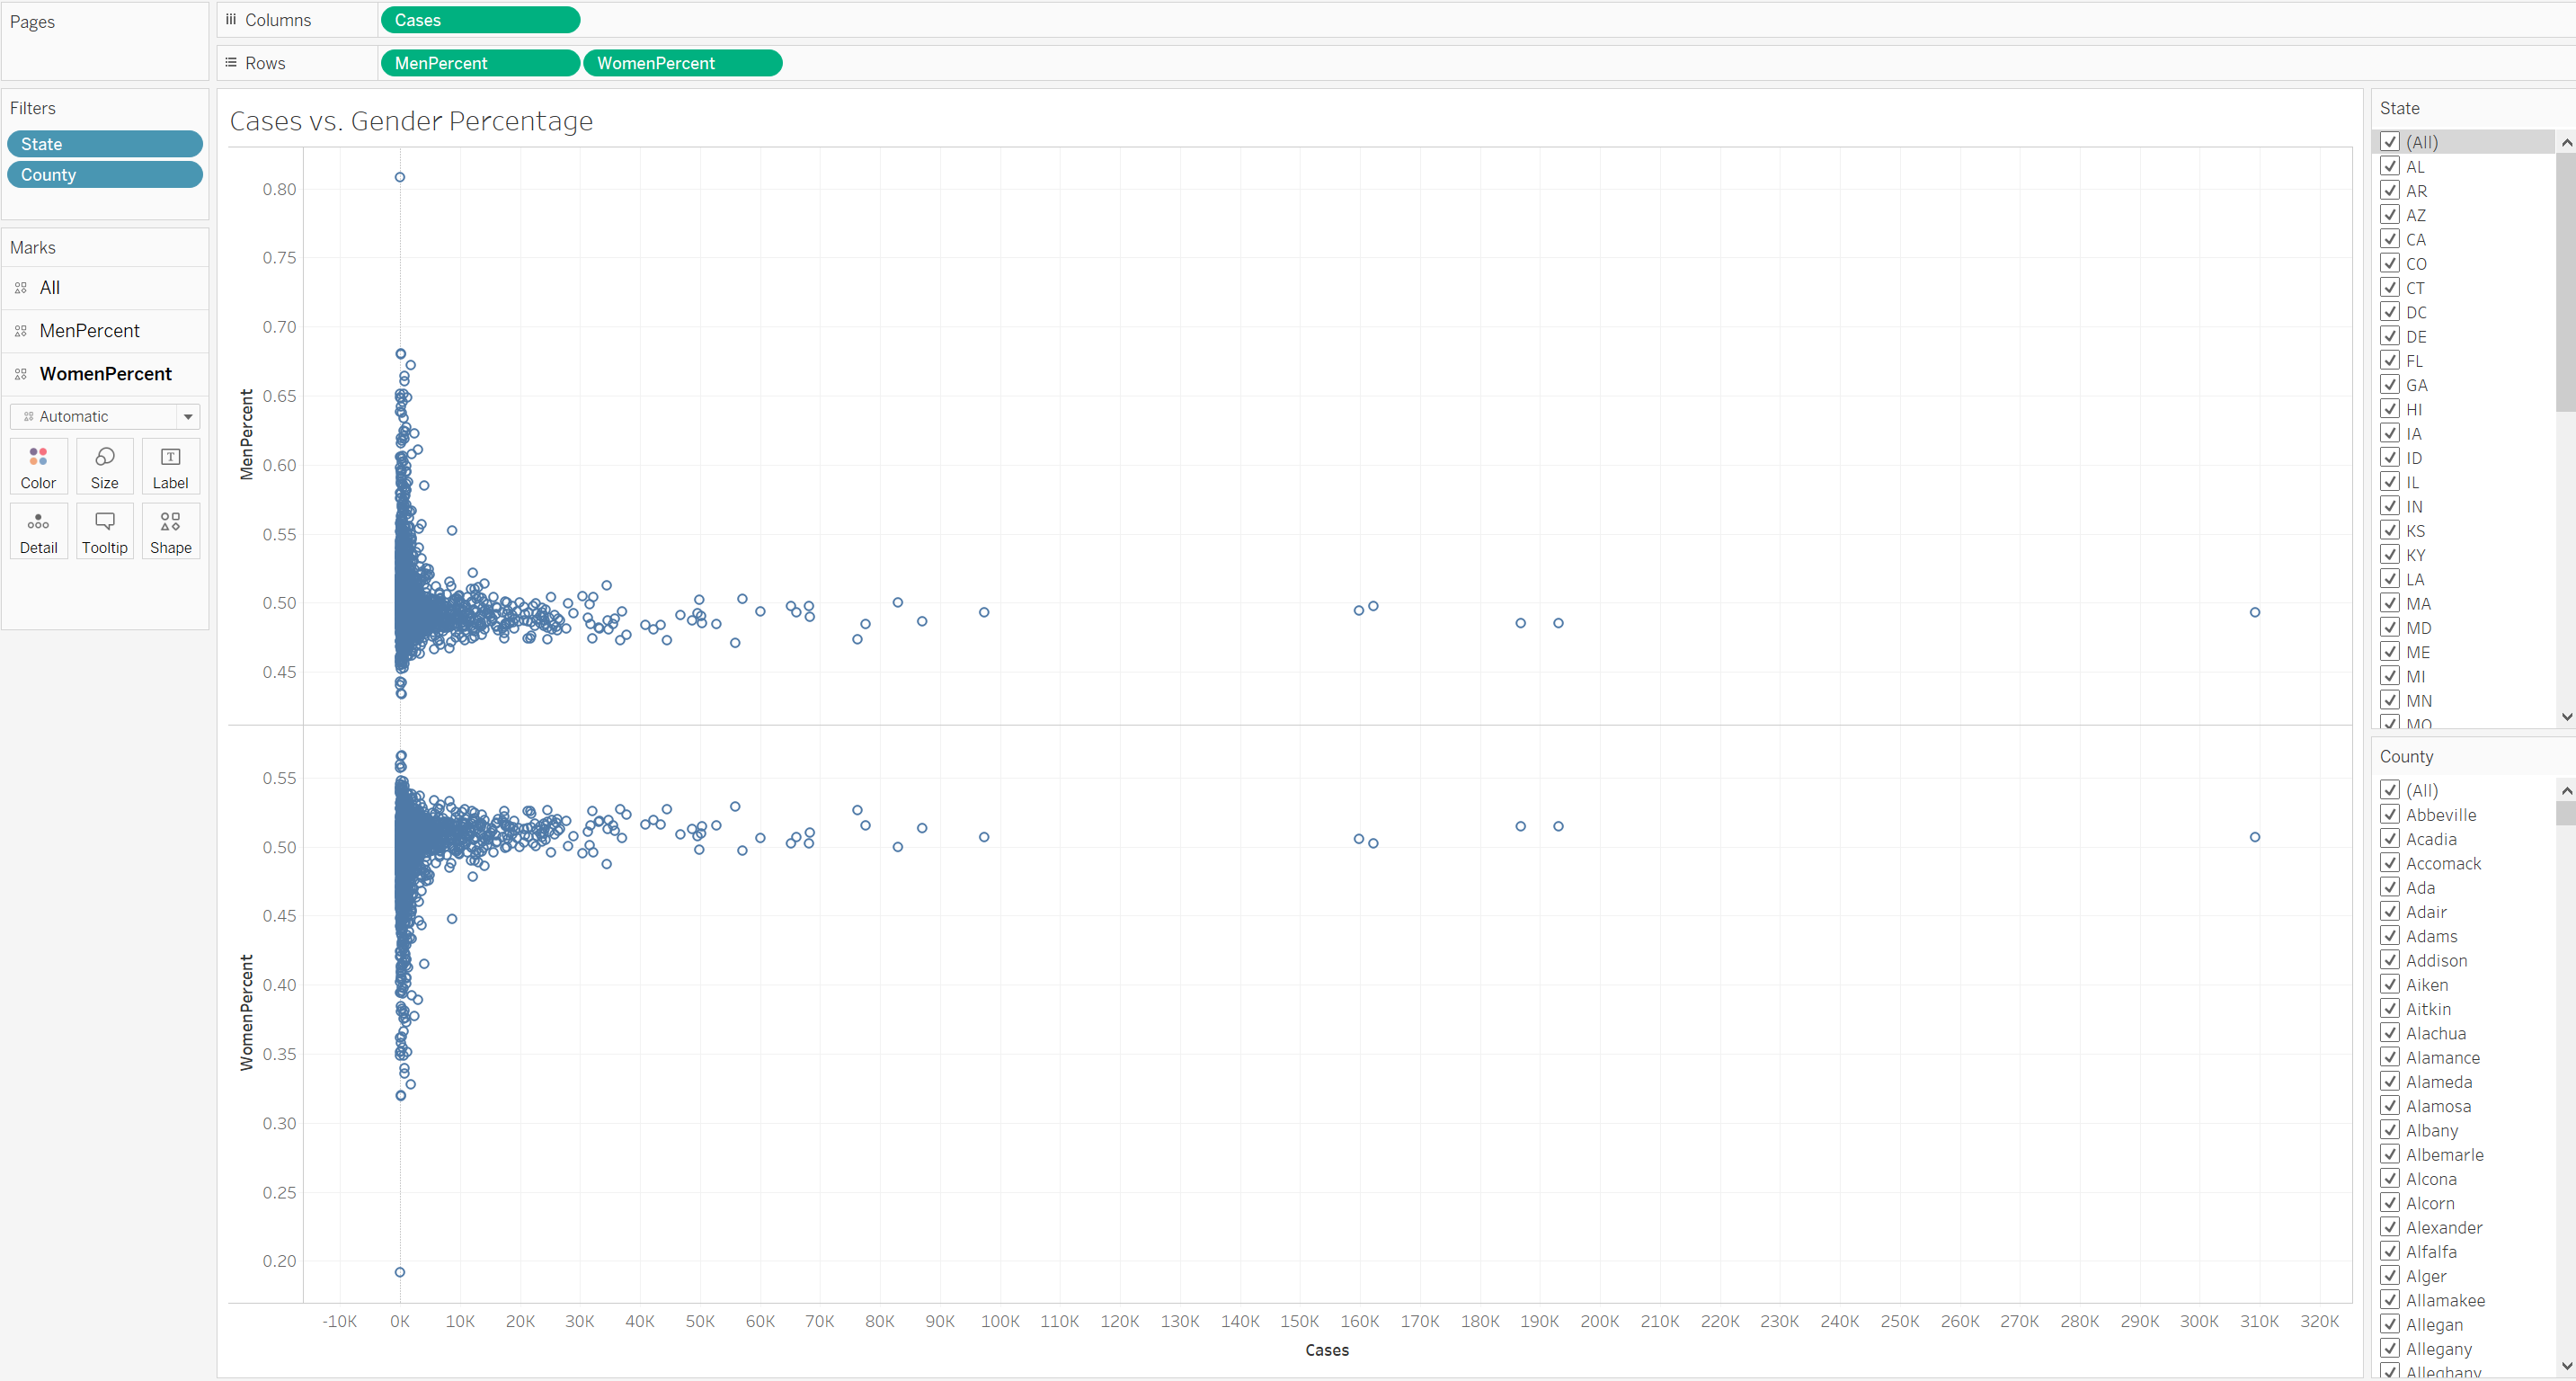 Pages
Columns Cases
Rows MenPercent WomenPercent
Filters
State
County
Marks
All
MenPercent
WomenPercent
Automatic
Color Size Label
Detail Tooltip Shape
Cases vs. Gender Percentage
0.80
0.75
0.70
0.65
0.60
0.55
0.50
0.45
MenPercent
0.55
0.50
0.45
0.40
0.35
0.30
0.25
0.20
WomenPercent
-10K 0K 10K 20K 30K 40K 50K 60K 70K 80K 90K 100K 110K 120K 130K 140K 150K 160K 170K 180K 190K 200K 210K 220K 230K 240K 250K 260K 270K 280K 290K 300K 310K 320K
Cases
State
(All)
AL
AR
AZ
CA
CO
CT
DC
DE
FL
GA
HI
IA
ID
IL
IN
KS
KY
LA
MA
MD
ME
MI
MN
MO
County
(All)
Abbeville
Acadia
Accomack
Ada
Adair
Adams
Addison
Aiken
Aitkin
Alachua
Alamance
Alameda
Alamosa
Albany
Albemarle
Alcona
Alcorn
Alexander
Alfalfa
Alger
Allamakee
Allegan
Allegany
Alleghany